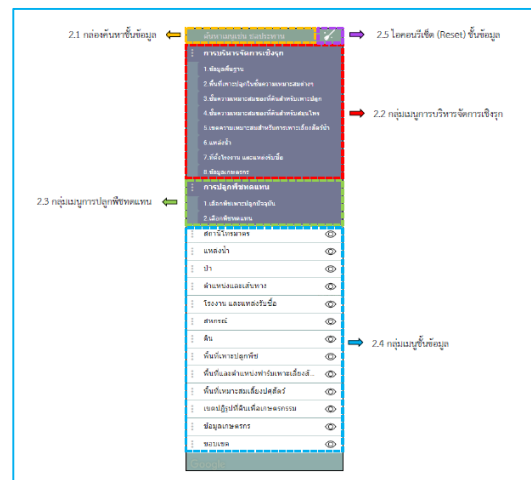 2.1 กล่องค้นหาชั้นข้อมูล
2.5 ไอคอนรีเซ็ต (Reset) ชั้นข้อมูล
การบริหารจัดการเชิงรุก
1.ข้อมูลพื้นฐาน
2.พื้นที่เพาะปลูกในชั้นความเหมาะสมต่างๆ
3.ชั้นความเหมาะสมของที่ดินสำหรับเพาะปลูก
4.ชั้นความเหมาะสมของที่ดินสำหรับสมุนไพร
5.เขตความเหมาะสมสำหรับการเพาะเลี้ยงสัตว์น้ำ
6.แหล่งน้ำ
7.ที่ตั้งโรงงาน และแหล่งรับซื้อ
8.ข้อมูลเกษตรกร
2.2 กลุ่มเมนูการบริหารจัดการเชิงรุก
การปลูกพืชทดแทน
1.เลือกพืชเพาะปลูกปัจจุบัน
2.เลือกพืชทดแทน
2.3 กลุ่มเมนูการปลูกพืชทดแทน
สถานีโทรมาตร
แหล่งน้ำ
ป่า
ตำแหน่งและเส้นทาง
โรงงาน และแหล่งรับซื้อ
สหกรณ์
ดิน
พื้นที่เพาะปลูกพืช
พื้นที่และตำแหน่งฟาร์มเพาะเลี้ยงสั...
พื้นที่เหมาะสมเลี้ยงปศุสัตว์
เขตปฏิรูปที่ดินเพื่อเกษตรกรรม
ข้อมูลเกษตรกร
ขอบเขต
2.4 กลุ่มเมนูชั้นข้อมูล